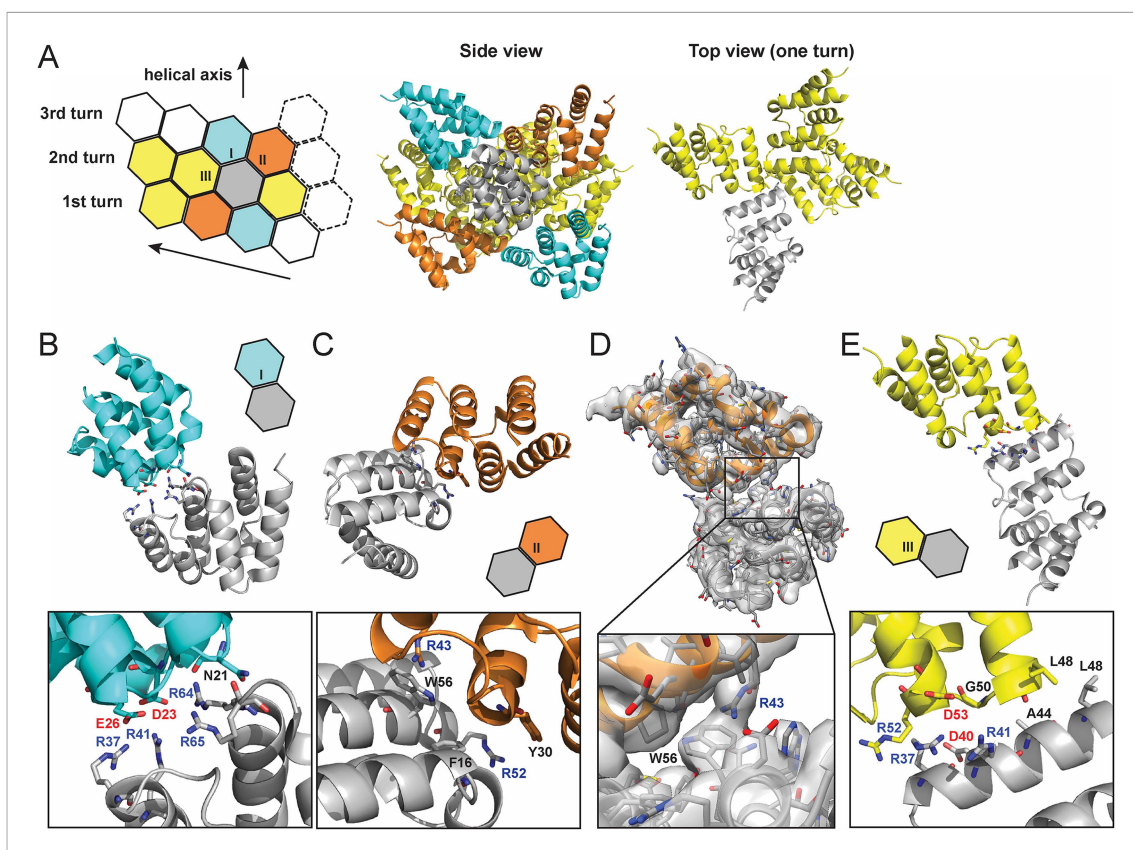 A
helical axis
Side view
Top view (one turn)
3rd turn
2nd turn
1st turn
I
II
III
B
I
C
II
D
E
III
N21
R64
E26
D23
R37
R41
R65
R43
W56
Y30
F16
R52
R43
W56
L48
L48
G50
D53
A44
R52
D40
R41
R37